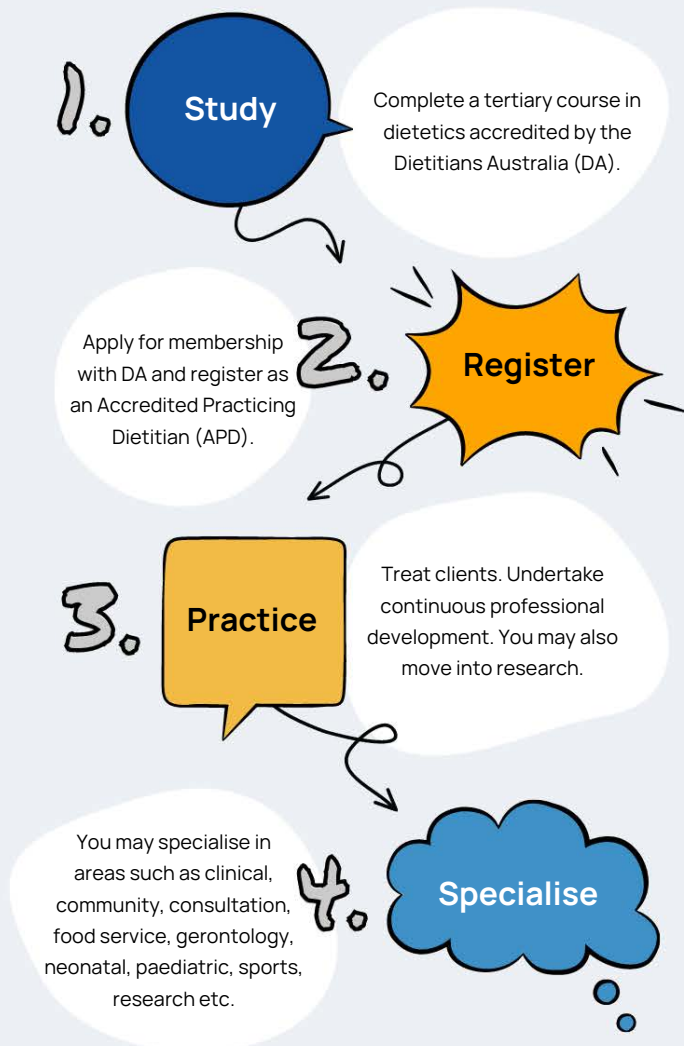 1.
Study
Complete a tertiary course in
dietetics accredited by the
Dietitians Australia (DA).
2.
Register
Apply for membership
with DA and register as
an Accredited Practicing
Dietitian (APD).
3.
Practice
Treat clients. Undertake
continuous professional
development. You may also
move into research.
4.
Specialise
You may specialise in
areas such as clinical,
community, consultation,
food service, gerontology,
neonatal, paediatric, sports,
research etc.